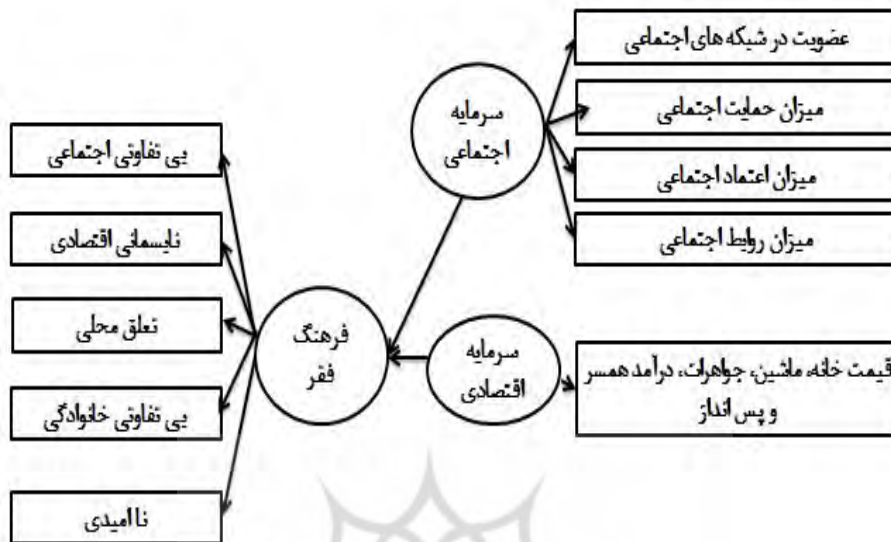 عضویت در شبکه های اجتماعی
میزان حمایت اجتماعی
میزان اعتماد اجتماعی
میزان روابط اجتماعی
سرمایه
اجتماعی
قیمت خانه، ماشین، جواهرات، درآمد همسر
و پس انداز
سرمایه
اقتصادی
فرهنگ
فقر
بی تفاوتی اجتماعی
نابسمانی اقتصادی
تعلق محلی
بی تفاوتی خانوادگی
نا امیدی